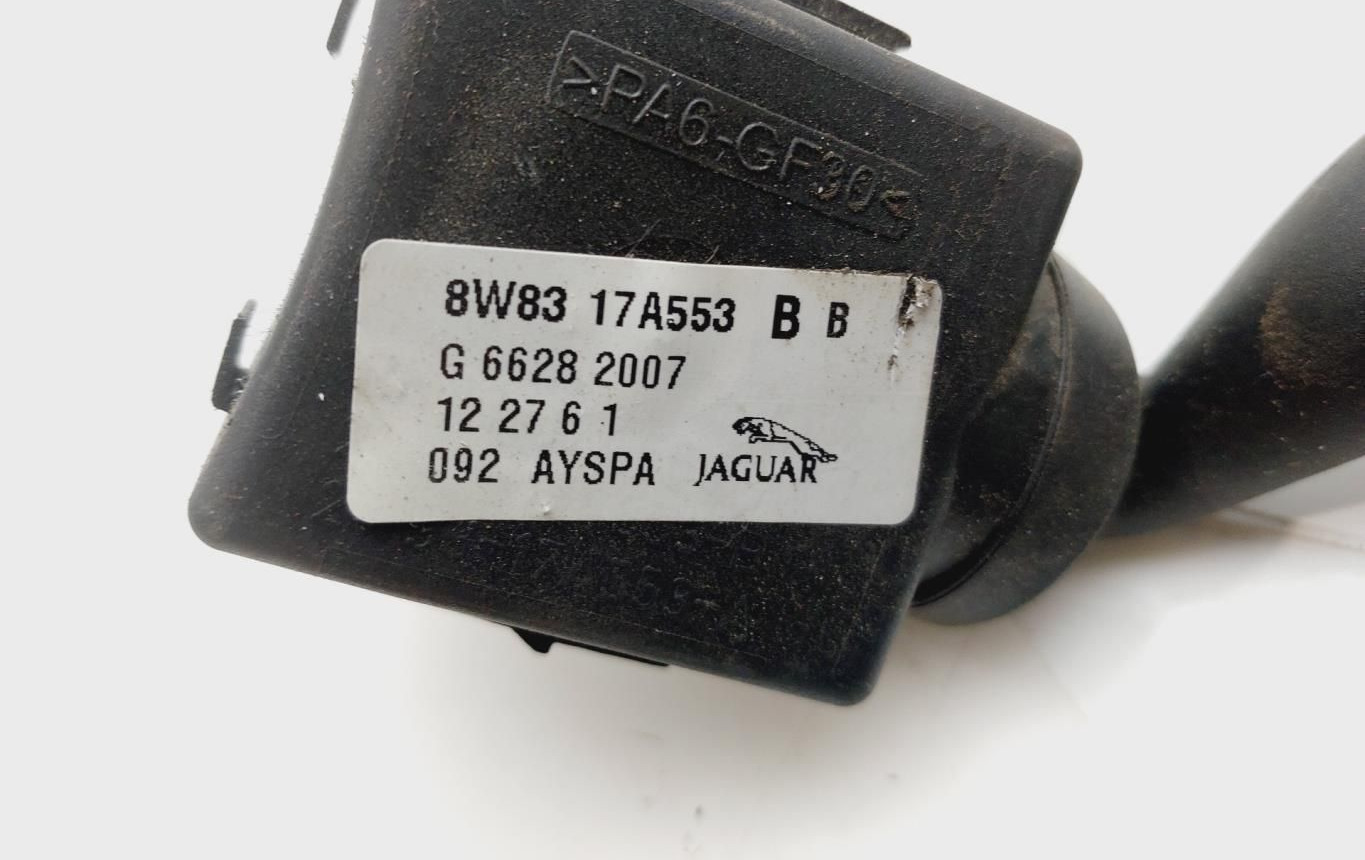 >PA6-GF30<
8W83 17A553 B B
G 6628 2007
12 27 6 1
092 AYSPA JAGUAR